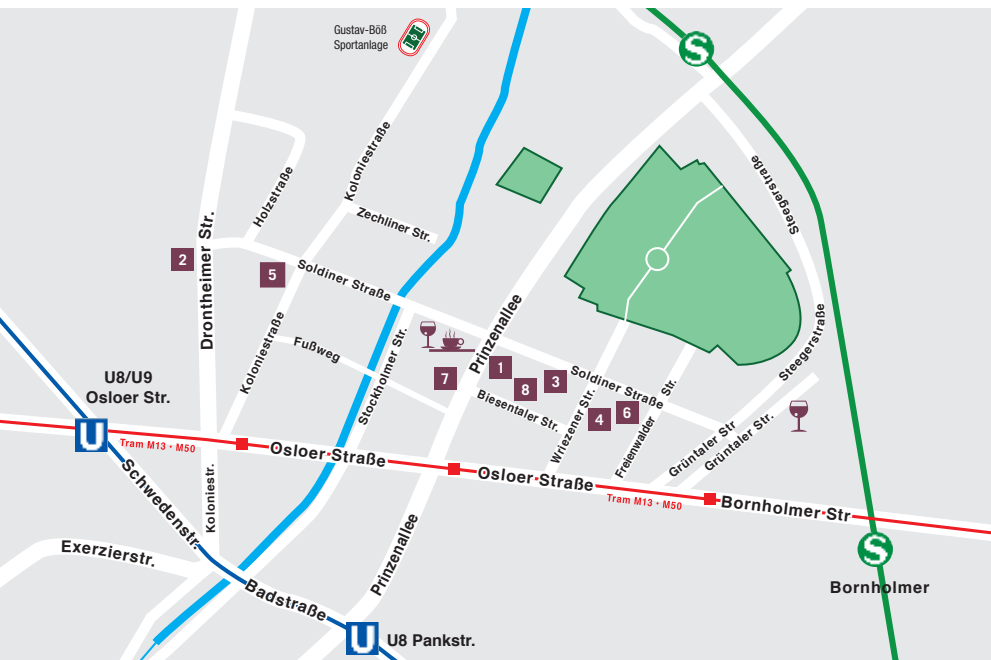 Gustav-Böß
Sportanlage
S
Steegerstraße
Koloniestraße
Holzstraße
Zechliner Str.
Drontheimer Str.
2
5
Soldiner Straße
Prinzenallee
Steegerstraße
Koloniestraße
Fußweg
Stockholmer Str.
1
7
8
3
Soldiner Straße
4
6
Biesentaler Str.
Wriezener Str.
Freienwalder Str.
Grüntaler Str
Grüntaler Str.
U8/U9
Osloer Str.
U
Tram M13 • M50
Osloer Straße
Osloer Straße
Tram M13 • M50
Bornholmer Str
Schwedenstr.
Koloniestr.
Prinzenallee
Exerzierstr.
S
Bornholmer
Badstraße
U
U8 Pankstr.